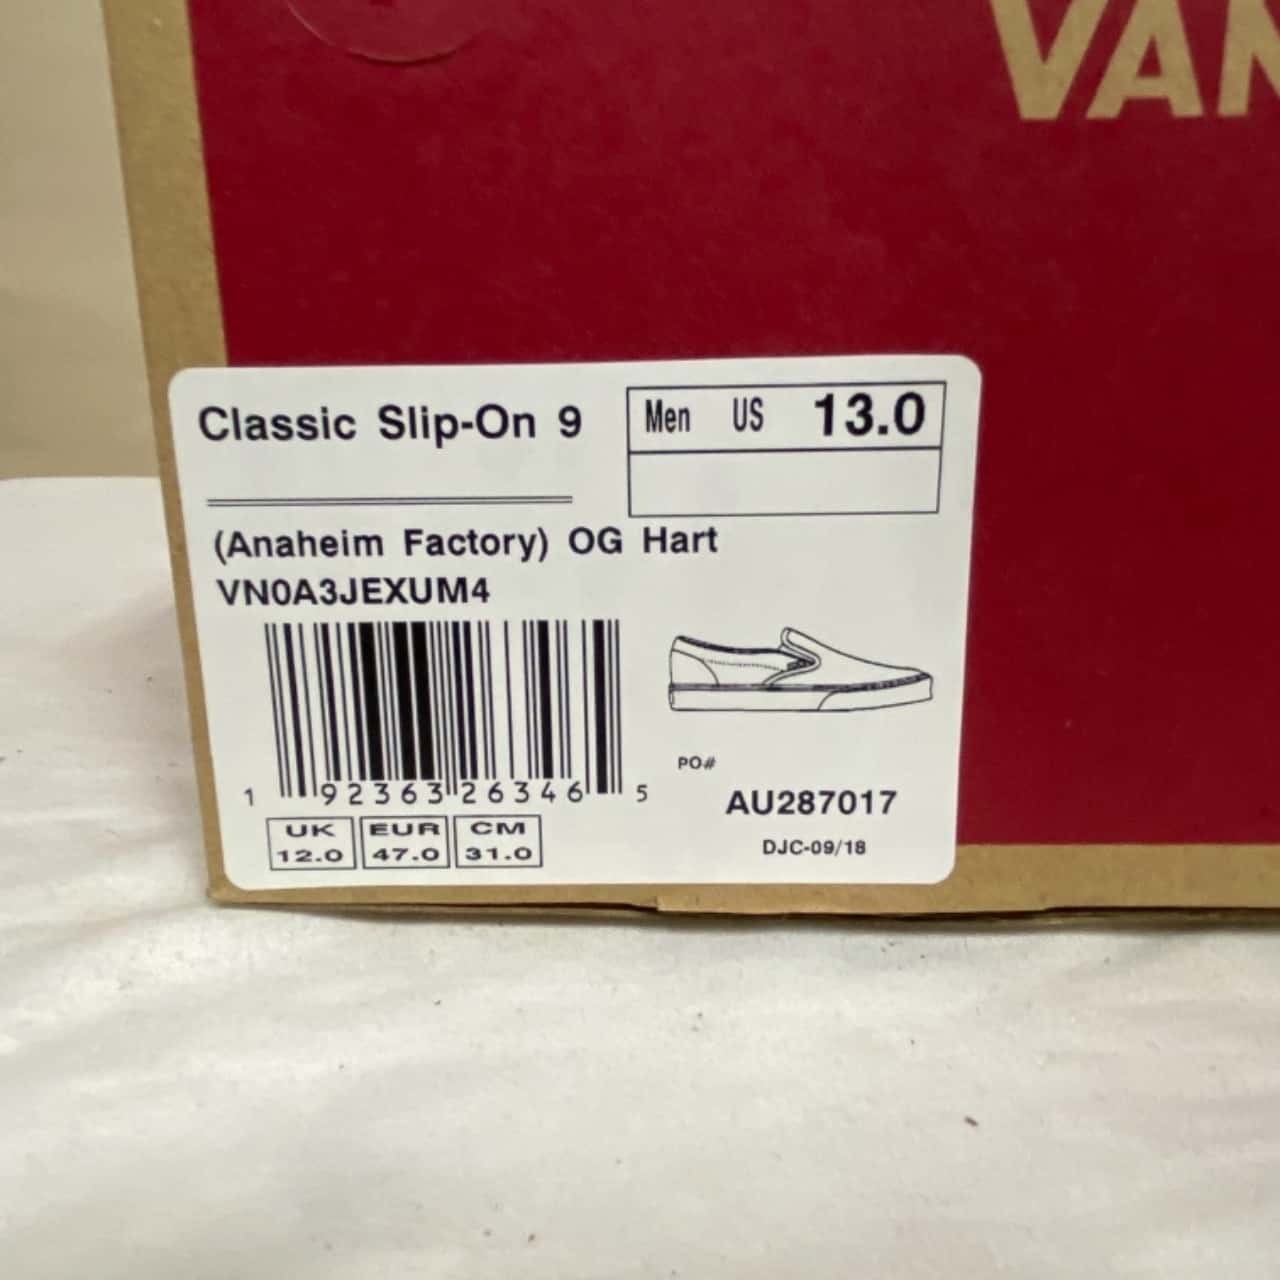 VAN
Classic Slip-On 9
Men US 13.0
(Anaheim Factory) OG Hart
VN0A3JEXUM4
1 92363 26346 5
PO#
AU287017
DJC-09/18
UK EUR CM
12.0 47.0 31.0